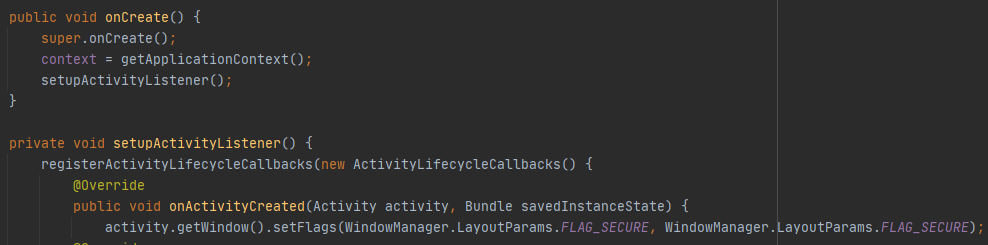 public void onCreate() {
super.onCreate();
context = getApplicationContext();
setupActivityListener();
}
private void setupActivityListener() {
registerActivityLifecycleCallbacks(new ActivityLifecycleCallbacks() {
@Override
public void onActivityCreated(Activity activity, Bundle savedInstanceState) {
activity.getWindow().setFlags(WindowManager.LayoutParams.FLAG_SECURE, WindowManager.LayoutParams.FLAG_SECURE);